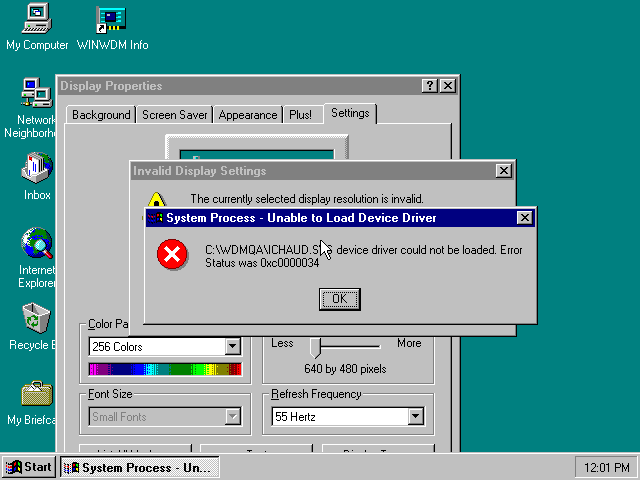 My Computer
WINWDM Info
Network
Neighborho
Inbox
Internet
Explorer
Recycle B
My Briefca
Display Properties
Background
Screen Saver
Appearance
Plus!
Settings
Invalid Display Settings
The currently selected display resolution is invalid.
System Process - Unable to Load Device Driver
C:\WDMQA\ICHAUD.S S device driver could not be loaded. Error
Status was 0xc0000034
OK
Color Pa
256 Colors
Less
More
640 by 480 pixels
Font Size
Small Fonts
Refresh Frequency
55 Hertz
Start
System Process - Un...
12:01 PM